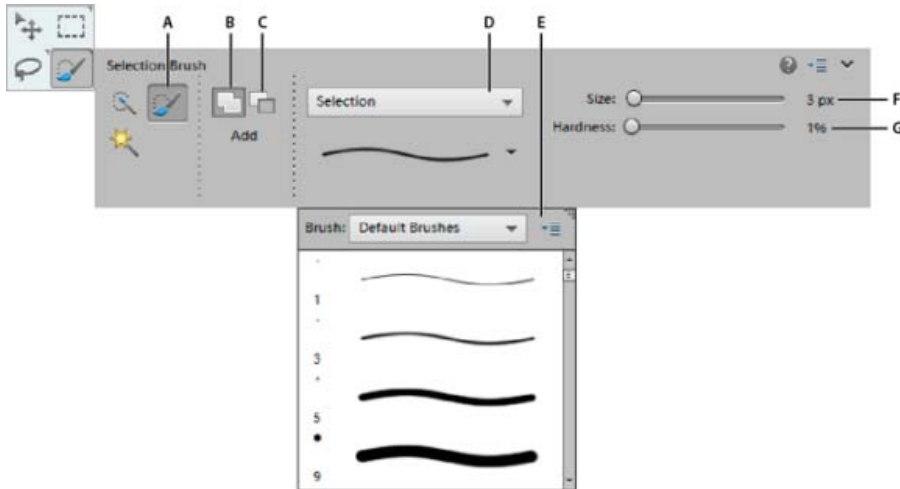 A B C D E
Selection Brush
Selection
Size: 3 px F
Add
Hardness: 1% G
Brush: Default Brushes
1
3
5
9